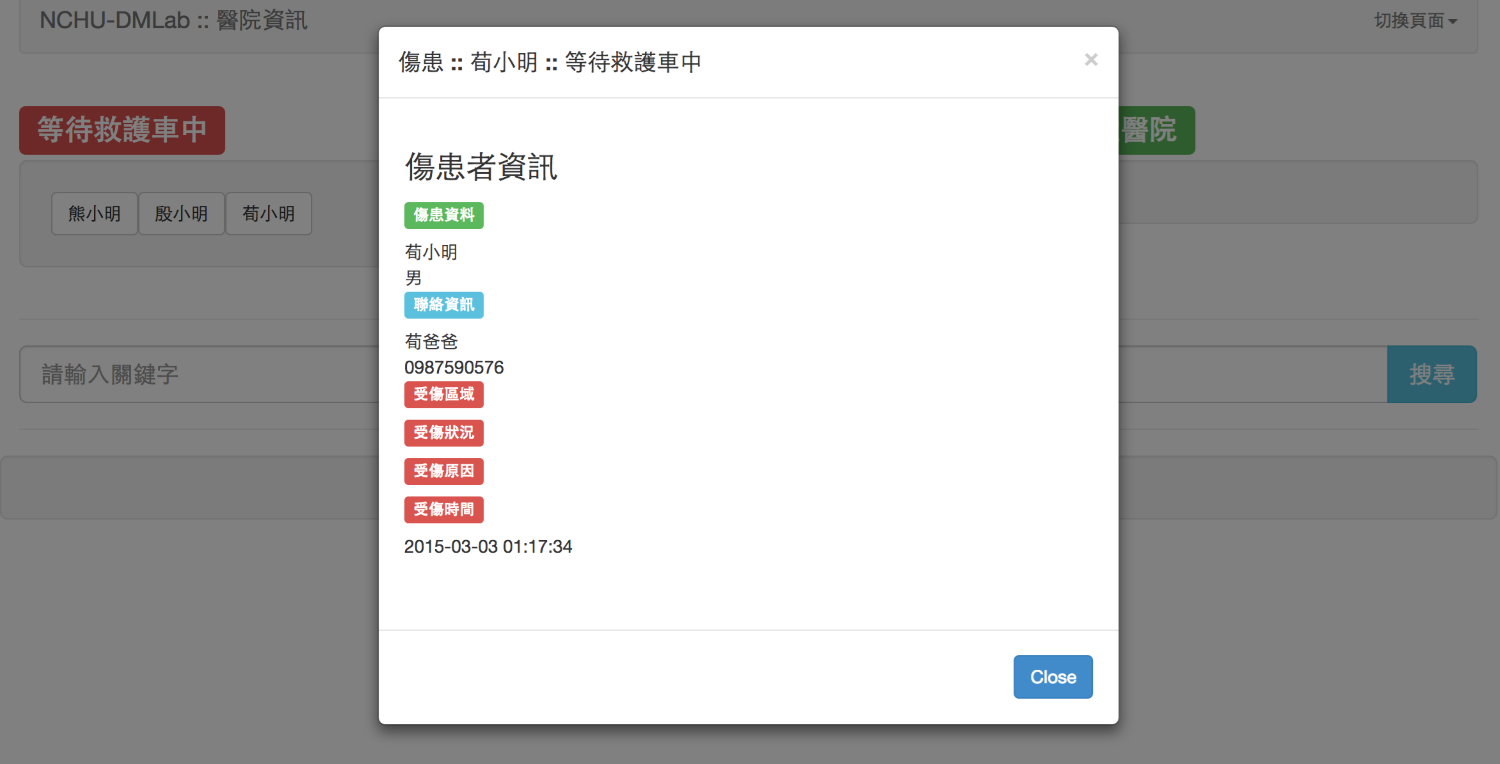 NCHU-DMLab :: 醫院資訊
切換頁面
傷患 :: 荀小明 :: 等待救護車中
×
等待救護車中
醫院
熊小明 殷小明 荀小明
傷患者資訊
傷患資料
荀小明
男
聯絡資訊
荀爸爸
0987590576
請輸入關鍵字
搜尋
受傷區域
受傷狀況
受傷原因
受傷時間
2015-03-03 01:17:34
Close